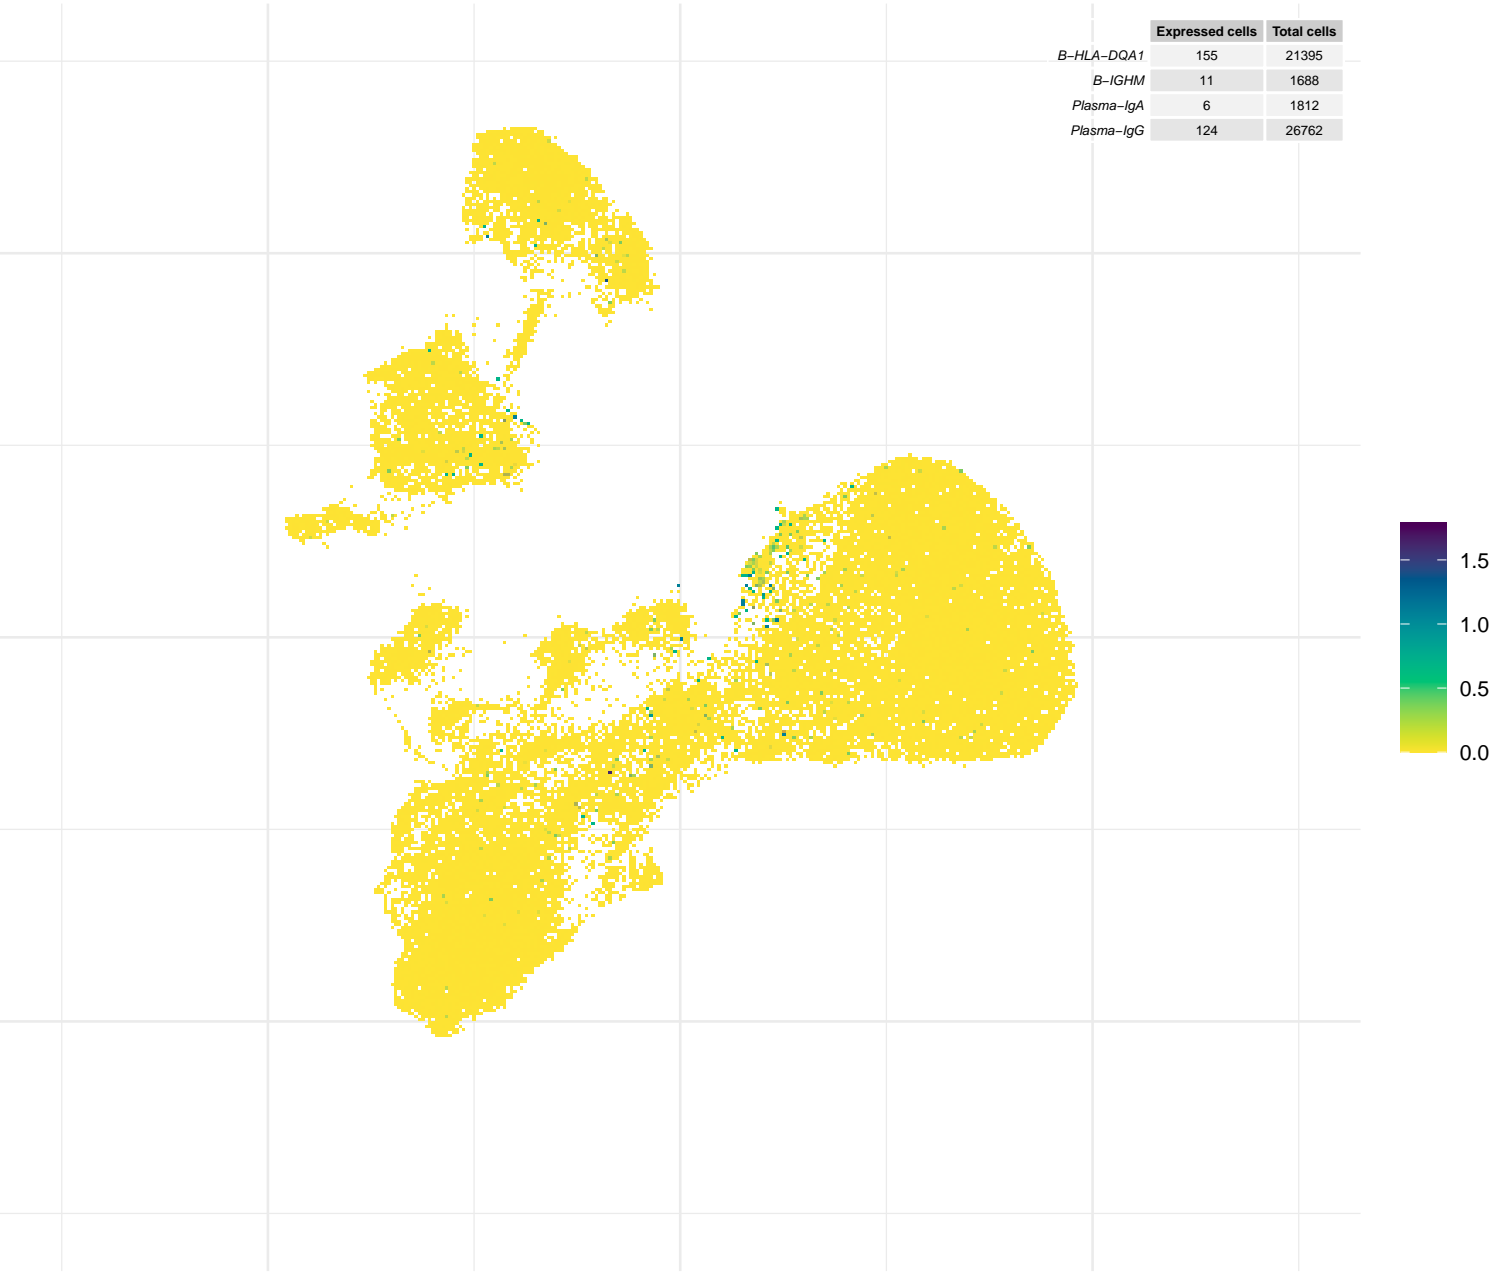 Expressed cells Total cells
B−HLA−DQA1 155 21395
B−IGHM 11 1688
Plasma−IgA 6 1812
Plasma−IgG 124 26762
1.5
1.0
0.5
0.0